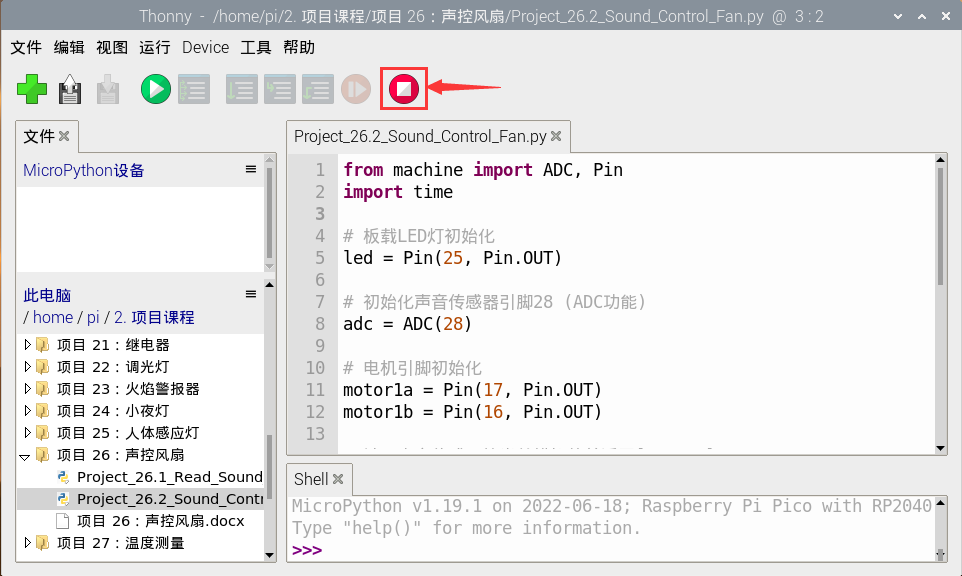 Thonny - /home/pi/2. 项目课程/项目 26：声控风扇/Project_26.2_Sound_Control_Fan.py @ 3 : 2
文件 编辑 视图 运行 Device 工具 帮助
文件
MicroPython设备
此电脑
/ home / pi / 2. 项目课程
项目 21：继电器
项目 22：调光灯
项目 23：火焰警报器
项目 24：小夜灯
项目 25：人体感应灯
项目 26：声控风扇
Project_26.1_Read_Sound
Project_26.2_Sound_Contr
项目 26：声控风扇.docx
项目 27：温度测量
Project_26.2_Sound_Control_Fan.py
1 from machine import ADC, Pin
2 import time
3
4 # 板载LED灯初始化
5 led = Pin(25, Pin.OUT)
6
7 # 初始化声音传感器引脚28 (ADC功能)
8 adc = ADC(28)
9
10 # 电机引脚初始化
11 motor1a = Pin(17, Pin.OUT)
12 motor1b = Pin(16, Pin.OUT)
13
Shell
MicroPython v1.19.1 on 2022-06-18; Raspberry Pi Pico with RP2040
Type "help()" for more information.
>>>